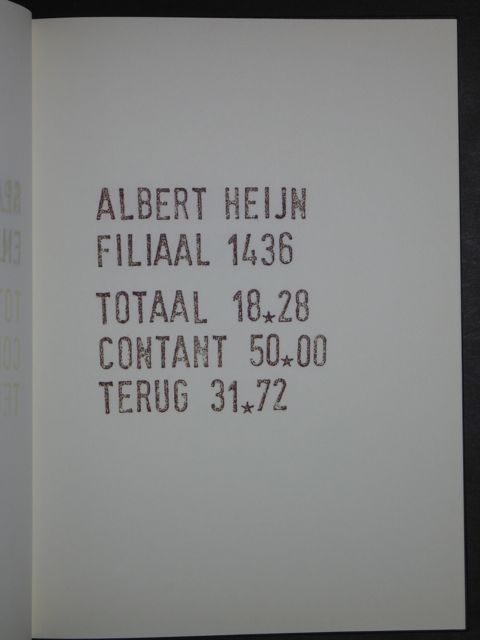 ALBERT HEIJN
FILIAAL 1436
TOTAAL 18★28
CONTANT 50★00
TERUG 31★72